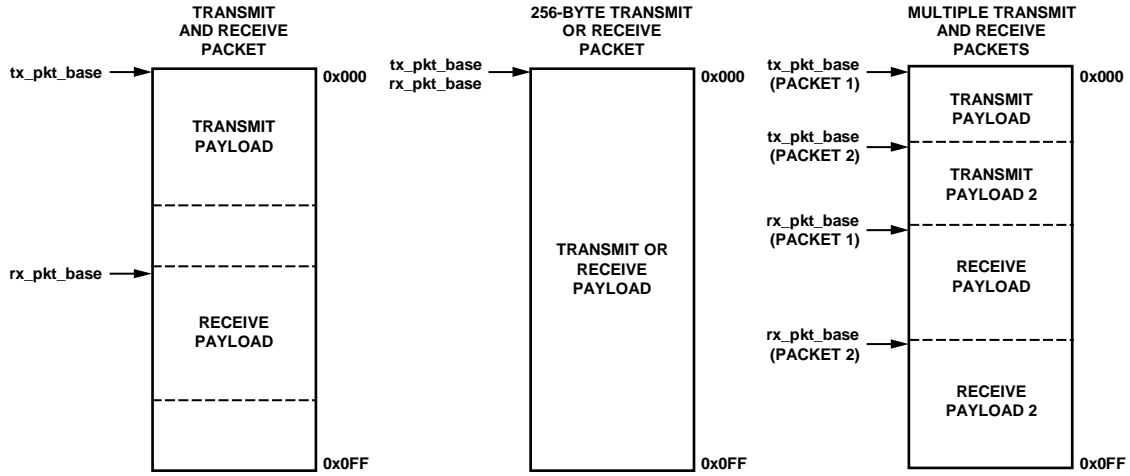 TRANSMIT
AND RECEIVE
PACKET
tx_pkt_base
0x000
TRANSMIT
PAYLOAD
rx_pkt_base
RECEIVE
PAYLOAD
0x0FF
256-BYTE TRANSMIT
OR RECEIVE
PACKET
tx_pkt_base
rx_pkt_base
0x000
TRANSMIT OR
RECEIVE
PAYLOAD
0x0FF
MULTIPLE TRANSMIT
AND RECEIVE
PACKETS
tx_pkt_base
(PACKET 1)
0x000
TRANSMIT
PAYLOAD
tx_pkt_base
(PACKET 2)
TRANSMIT
PAYLOAD 2
rx_pkt_base
(PACKET 1)
RECEIVE
PAYLOAD
rx_pkt_base
(PACKET 2)
RECEIVE
PAYLOAD 2
0x0FF